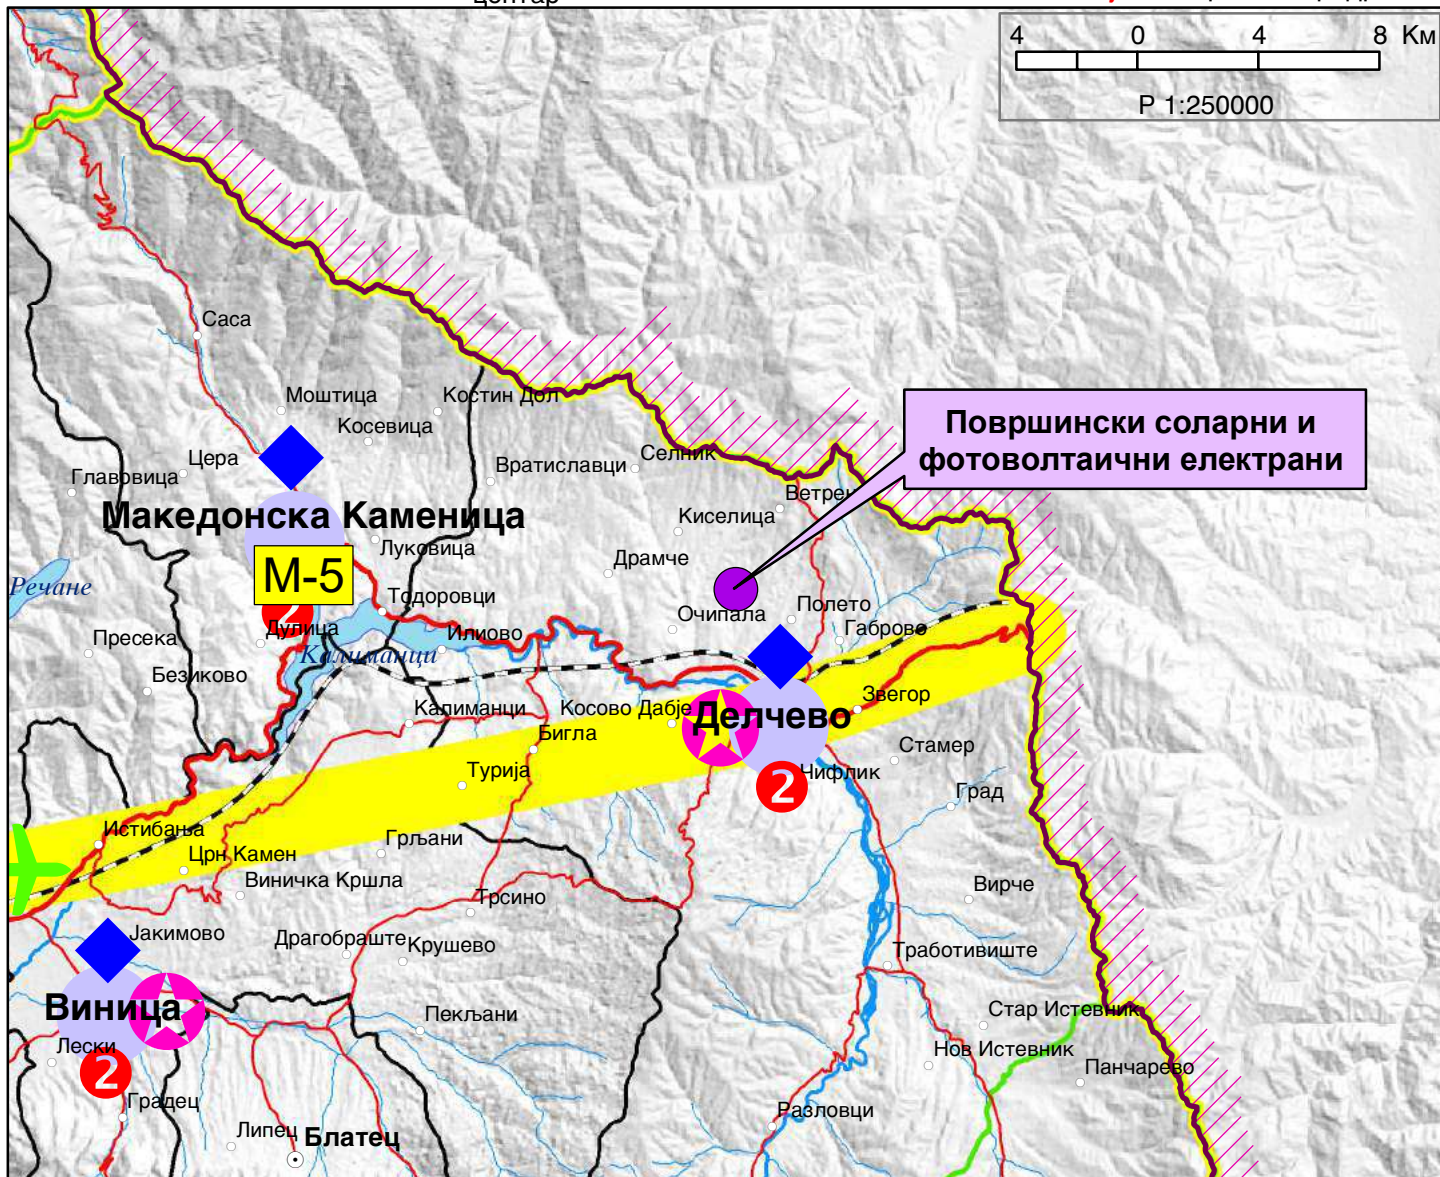 центар
4 0 4 8 Км
Р 1:250000
Саса
Моштица
Костин Дол
Косевица
Површински соларни и
фотоволтаични електрани
Цера
Вратиславци
Селник
Главовица
Ветрен
Македонска Каменица
Киселица
Луковица
М-5
Драмче
Речане
Тодоровци
2
Очипала
Полето
Пресека
Дулица
Илиово
Габрово
Калиманци
Безиково
Калиманци
Косово Дабје
Делчево
Звегор
Бигла
Стамер
Турија
Чифлик
2
Град
Истибања
Црн Камен
Грљани
Виничка Кршла
Вирче
Трсино
Јакимово
Драгобраште
Крушево
Тработивиште
Виница
Пекљани
Стар Истевник
Лески
Нов Истевник
2
Панчарево
Градец
Разловци
Липец
Блатец